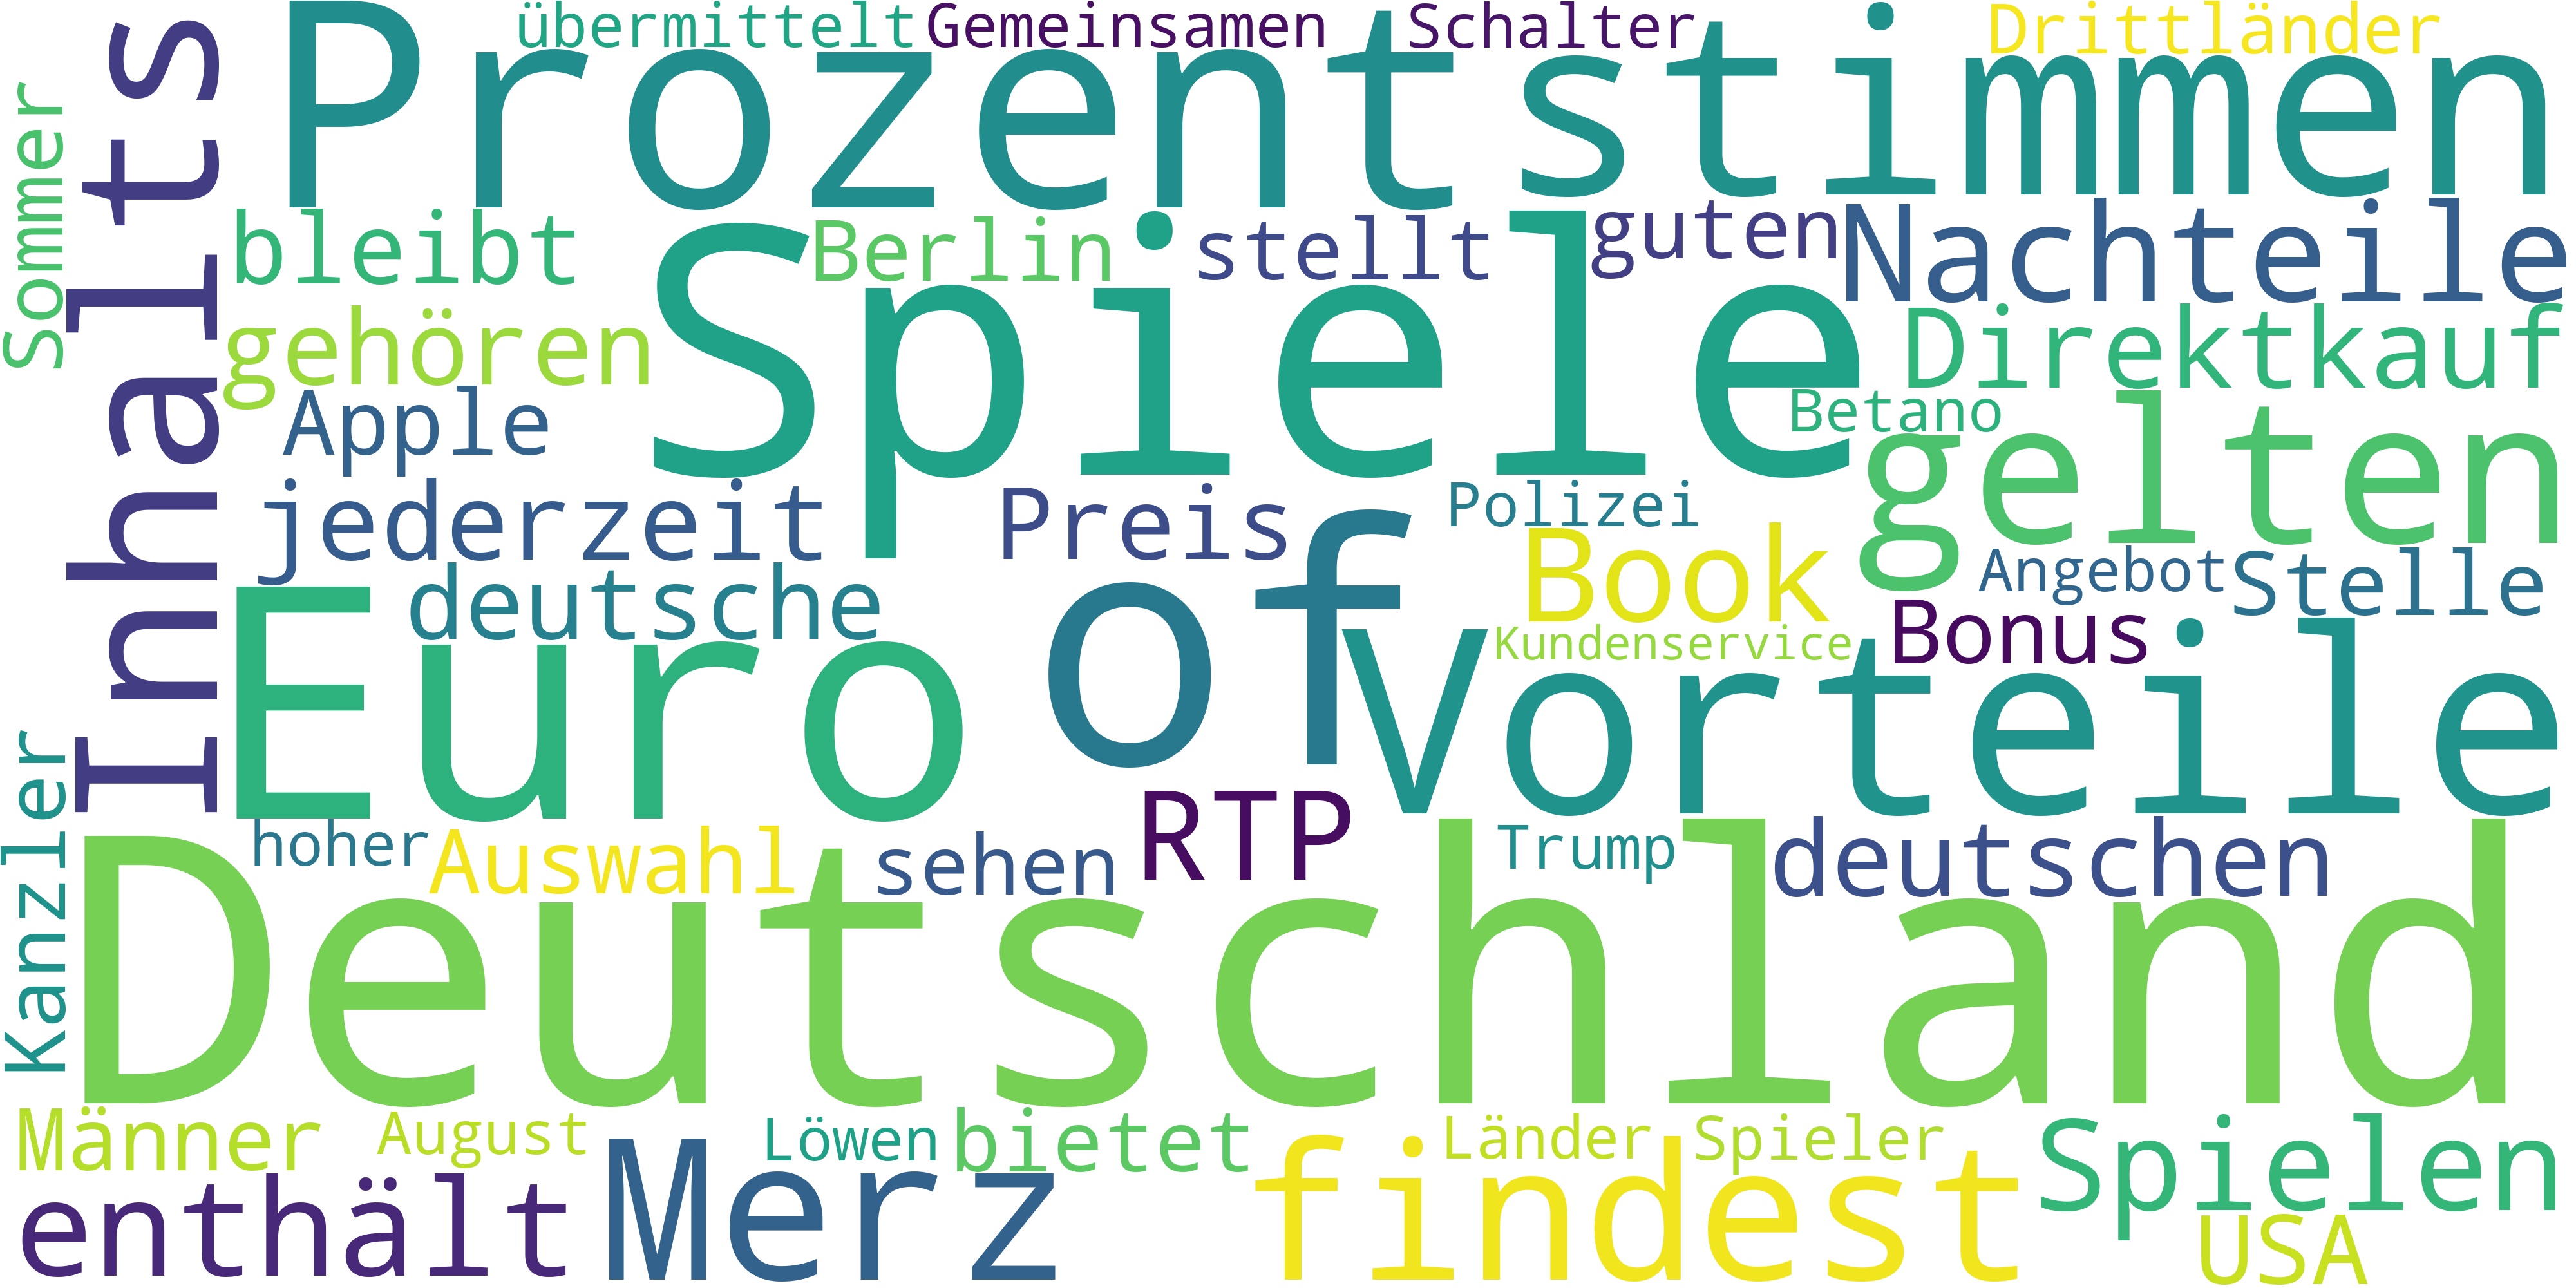 übermittelt
Gemeinsamen
Schalter
Drittländer
Prozent
stimmen
Sommer
Inhalts
bleibt
Berlin
stellt
guten
Nachteile
Spiele
gehören
Direktkauf
Apple
Betano
gelten
jederzeit
Preis
Polizei
Book
of
deutsche
Angebot
Stelle
Euro
Kundenservice
Bonus
Vorteile
Kanzler
hoher
Auswahl
sehen
RTP
Trump
deutschen
Deutschland
Männer
August
Löwen
bietet
Länder
Spieler
Spielen
enthält
Merz
findest
USA